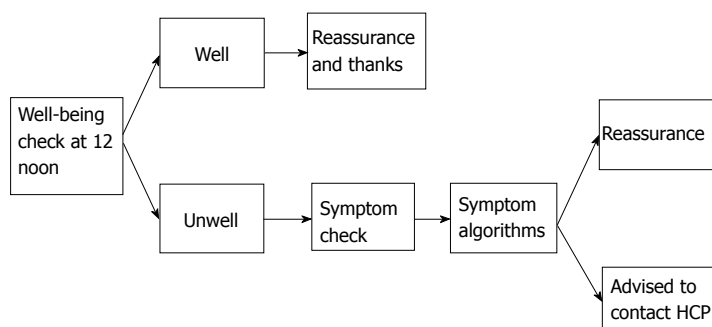 Well-being
check at 12
noon
Well
Reassurance
and thanks
Unwell
Symptom
check
Symptom
algorithms
Reassurance
Advised to
contact HCP